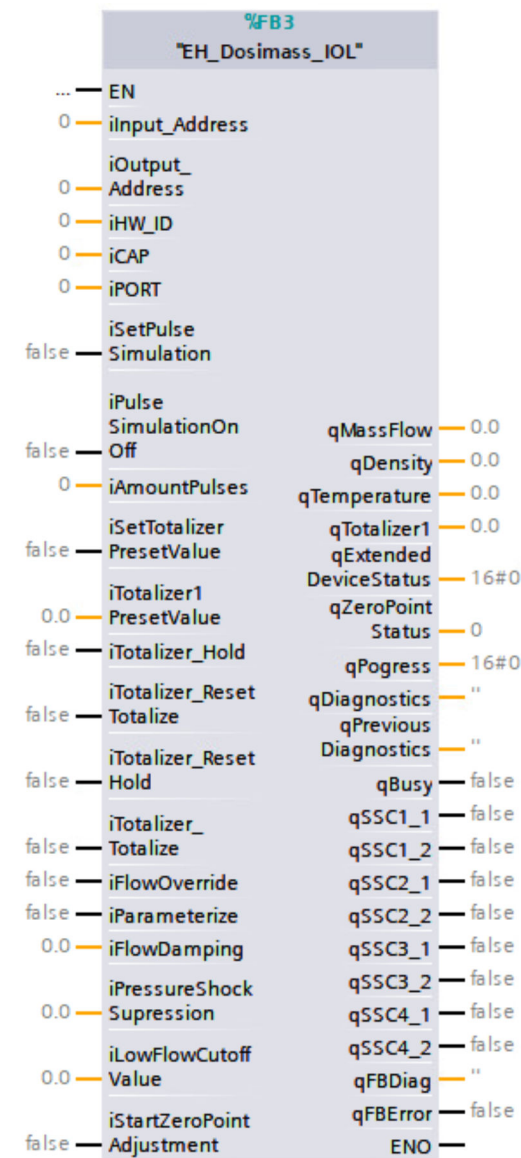 %FB3
"EH_Dosimass_IOL"
... EN
0 iInput_Address
iOutput_
0 Address
0 iHW_ID
0 iCAP
0 iPORT
iSetPulse
false Simulation
iPulse
SimulationOn
false Off
0 iAmountPulses
iSetTotalizer
false PresetValue
iTotalizer1
0.0 PresetValue
false iTotalizer_Hold
iTotalizer_Reset
false Totalize
iTotalizer_Reset
false Hold
iTotalizer_
false Totalize
false iFlowOverride
false iParameterize
0.0 iFlowDamping
iPressureShock
0.0 Supression
iLowFlowCutoff
0.0 Value
iStartZeroPoint
false Adjustment
qMassFlow 0.0
qDensity 0.0
qTemperature 0.0
qTotalizer1 0.0
qExtended
DeviceStatus 16#0
qZeroPoint
Status 0
qPogress 16#0
qDiagnostics ''
qPrevious
Diagnostics ''
qBusy false
qSSC1_1 false
qSSC1_2 false
qSSC2_1 false
qSSC2_2 false
qSSC3_1 false
qSSC3_2 false
qSSC4_1 false
qSSC4_2 false
qFBDiag ''
qFBError false
ENO